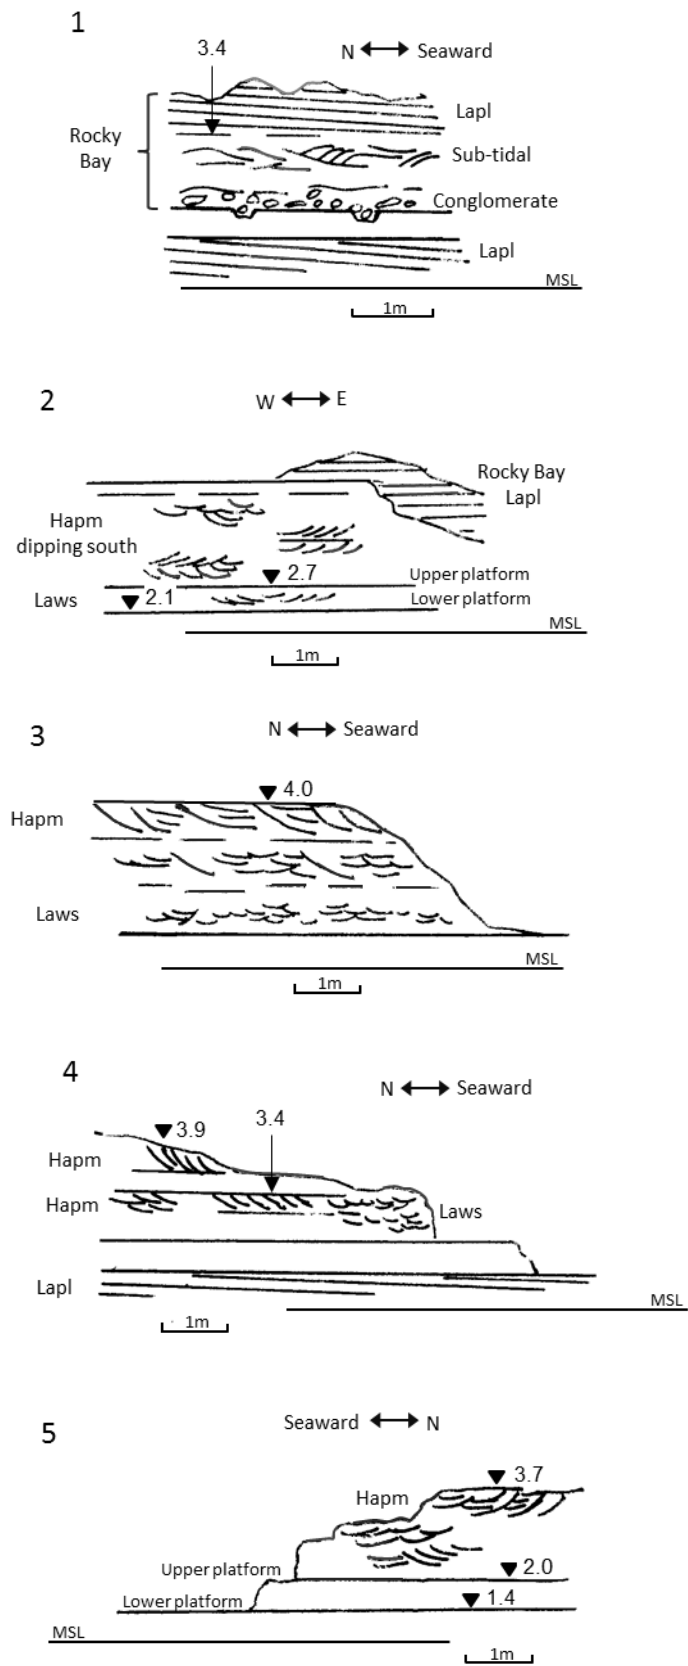 1
N Seaward
3.4
Lapl
Rocky
Bay
Sub-tidal
Conglomerate
Lapl
MSL
1m
2
W E
Rocky Bay
Lapl
Hapm
dipping south
2.7
Upper platform
Laws
2.1
Lower platform
MSL
1m
3
N Seaward
4.0
Hapm
Laws
MSL
1m
4
N Seaward
3.9
3.4
Hapm
Hapm
Laws
Lapl
MSL
1m
5
Seaward N
3.7
Hapm
Upper platform
2.0
Lower platform
1.4
MSL
1m